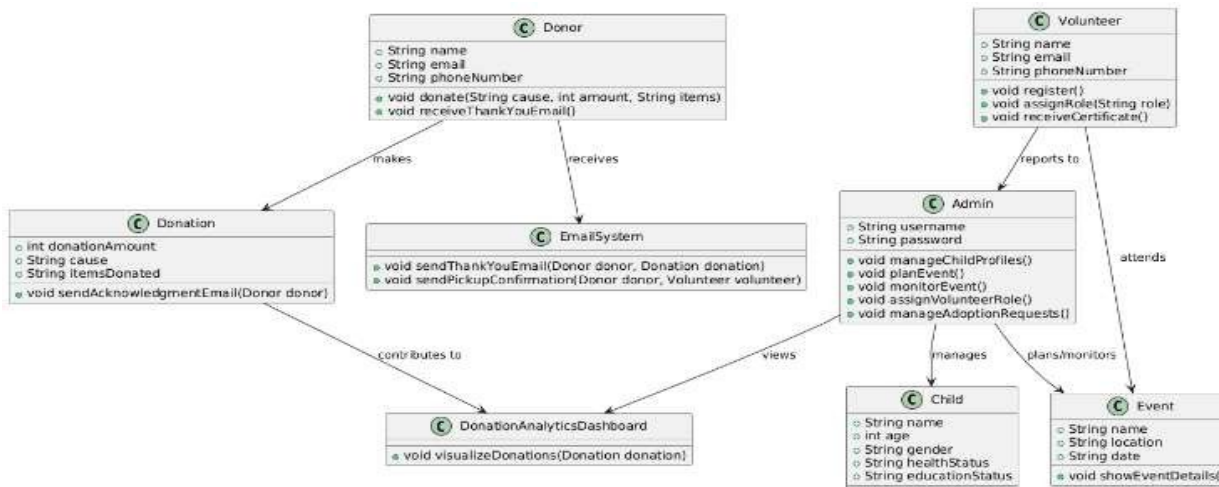 C Donor
String name
String email
String phoneNumber
void donate(String cause, int amount, String items)
void receiveThankYouEmail()
C Volunteer
String name
String email
String phoneNumber
void register()
void assignRole(String role)
void receiveCertificate()
makes
receives
reports to
attends
C Donation
int donationAmount
String cause
String itemsDonated
void sendAcknowledgmentEmail(Donor donor)
C EmailSystem
void sendThankYouEmail(Donor donor, Donation donation)
void sendPickupConfirmation(Donor donor, Volunteer volunteer)
C Admin
String username
String password
void manageChildProfiles()
void planEvent()
void monitorEvent()
void assignVolunteerRole()
void manageAdoptionRequests()
contributes to
views
manages
plans/monitors
C DonationAnalyticsDashboard
void visualizeDonations(Donation donation)
C Child
String name
int age
String gender
String healthStatus
String educationStatus
C Event
String name
String location
String date
void showEventDetails(